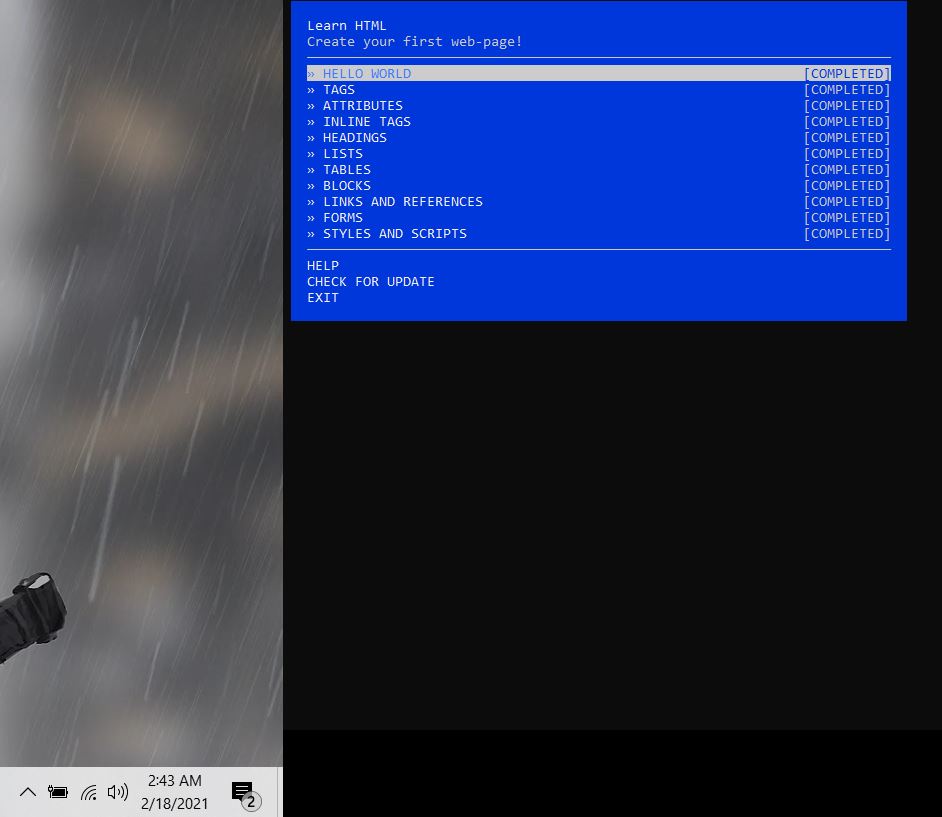 Learn HTML
Create your first web-page!
» HELLO WORLD [COMPLETED]
» TAGS [COMPLETED]
» ATTRIBUTES [COMPLETED]
» INLINE TAGS [COMPLETED]
» HEADINGS [COMPLETED]
» LISTS [COMPLETED]
» TABLES [COMPLETED]
» BLOCKS [COMPLETED]
» LINKS AND REFERENCES [COMPLETED]
» FORMS [COMPLETED]
» STYLES AND SCRIPTS [COMPLETED]
HELP
CHECK FOR UPDATE
EXIT
2:43 AM
2/18/2021
2